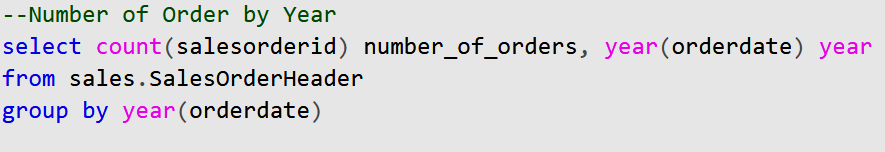 --Number of Order by Year
select count(salesorderid) number_of_orders, year(orderdate) year
from sales.SalesOrderHeader
group by year(orderdate)